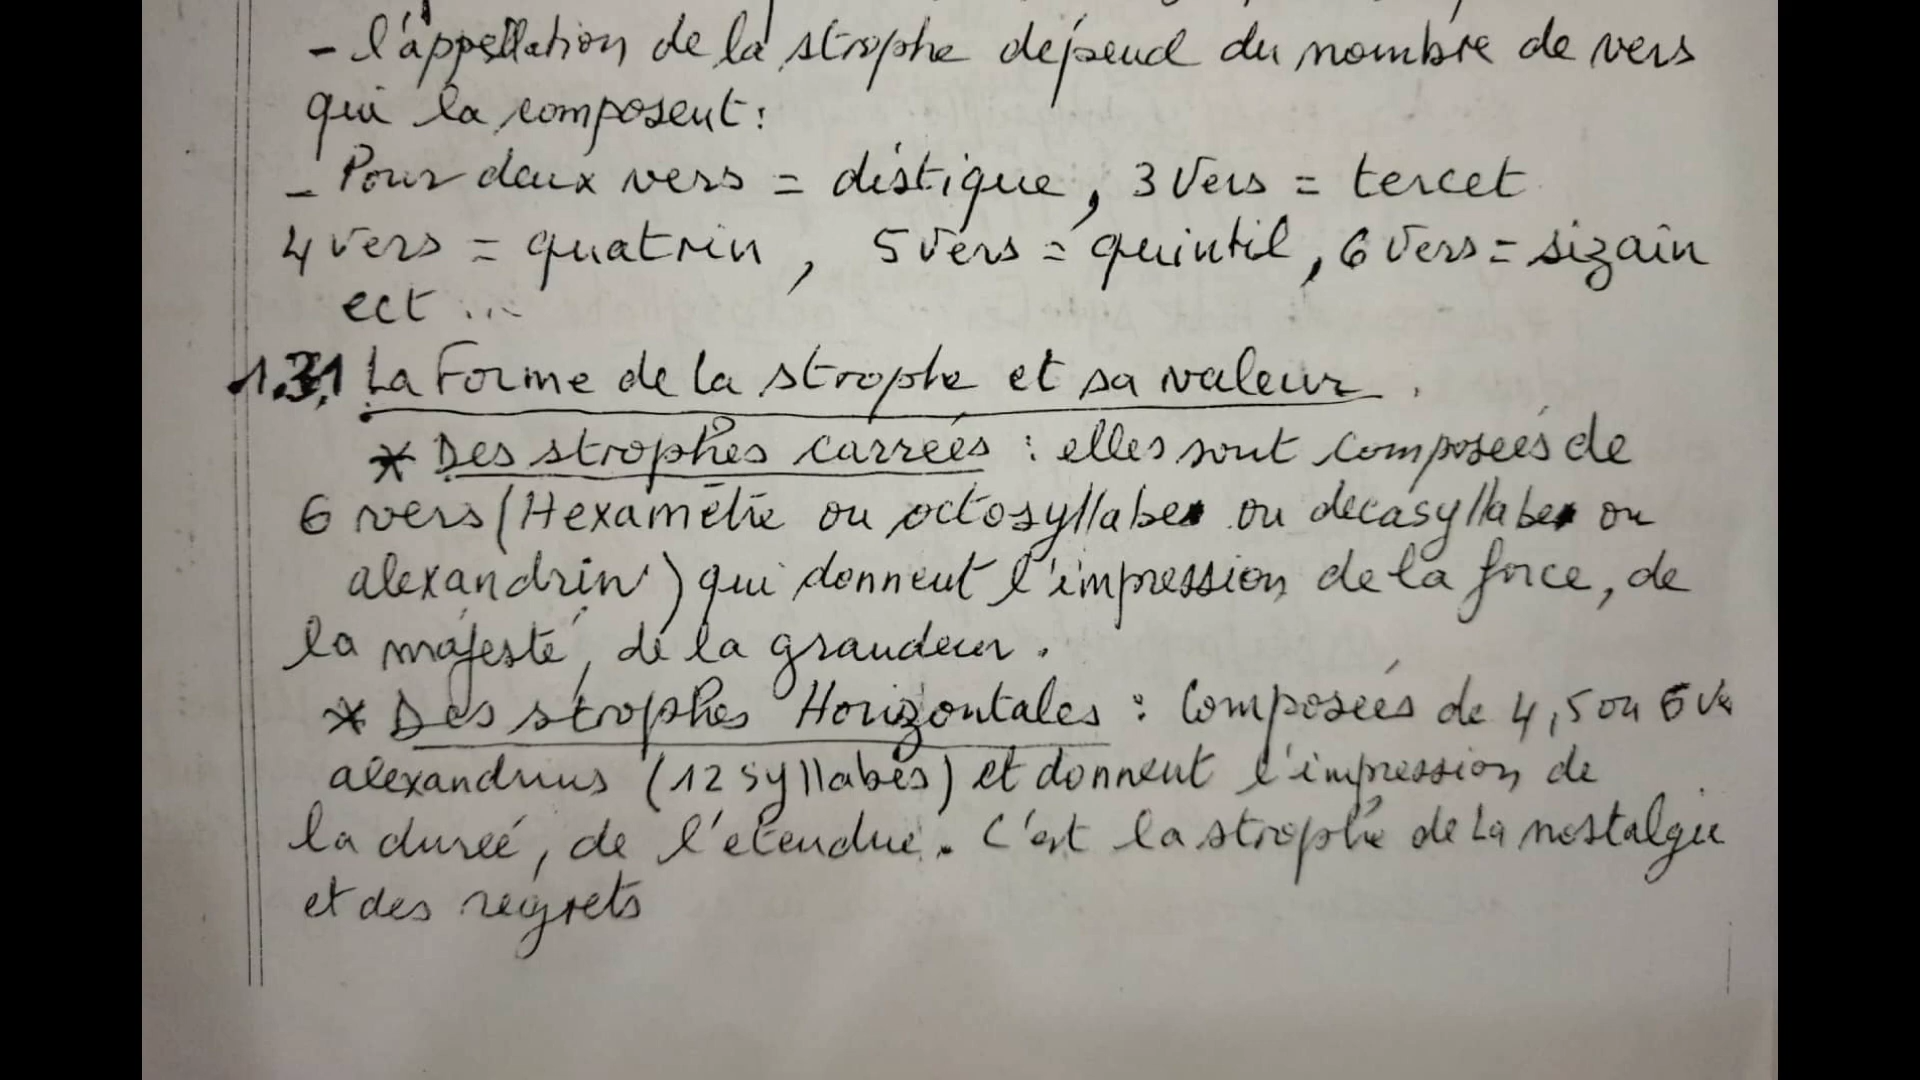 - l'appellation de la strophe dépend du nombre de vers
qui la composent :
- Pour deux vers = distique, 3 vers = tercet
4 vers = quatrin, 5 vers = quintil, 6 vers = sizain
ect ...
1.3.1 La Forme de la strophe et sa valeur.
* Des strophes carrées : elles sont composées de
6 vers (Hexamètre ou octosyllabe ou décasyllabe ou
alexandrin) qui donnent l'impression de la force, de
la majesté, de la grandeur.
* Des strophes Horizontales : Composées de 4, 5 ou 6
alexandrins (12 syllabes) et donnent l'impression de
la durée, de l'étendue. C'est la strophe de La nostalgie
et des regrets